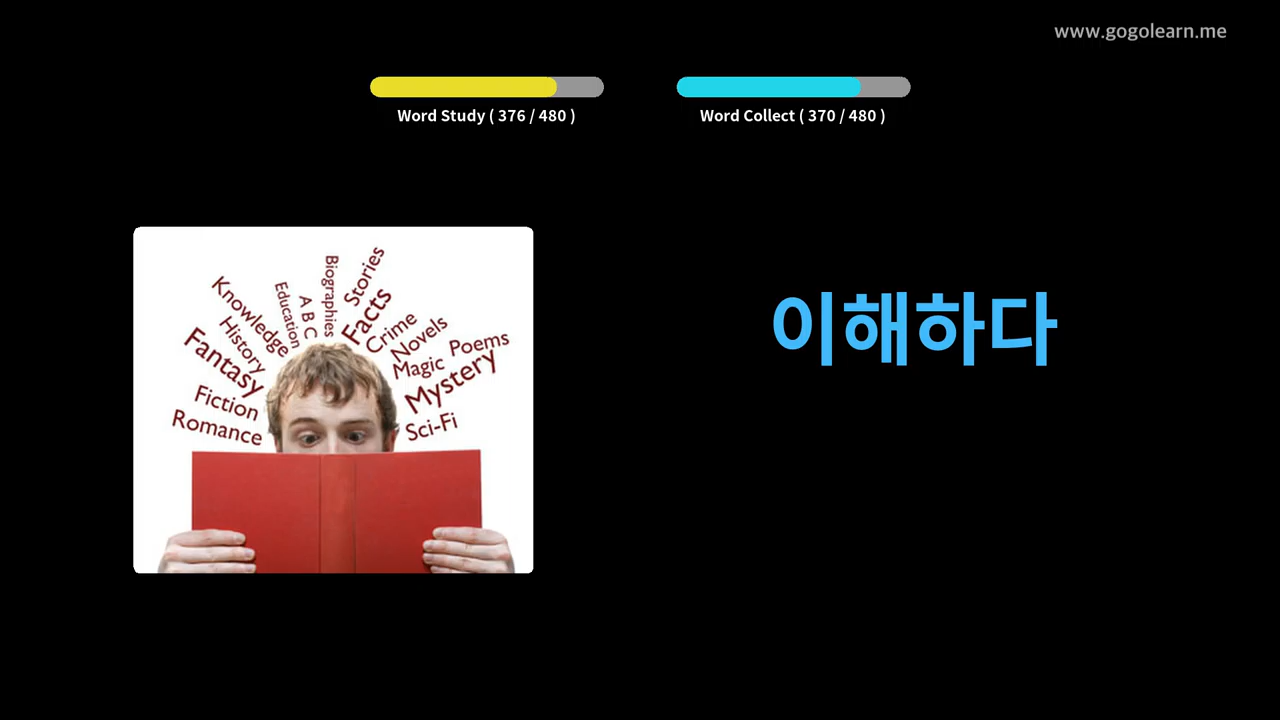 www.gogolearn.me
Word Study ( 376 / 480 )
Word Collect ( 370 / 480 )
Biographies
Stories
Education
A B C
Facts
Knowledge
Crime
History
Novels
Fantasy
Magic
Poems
Mystery
Fiction
Romance
Sci-Fi
이해하다